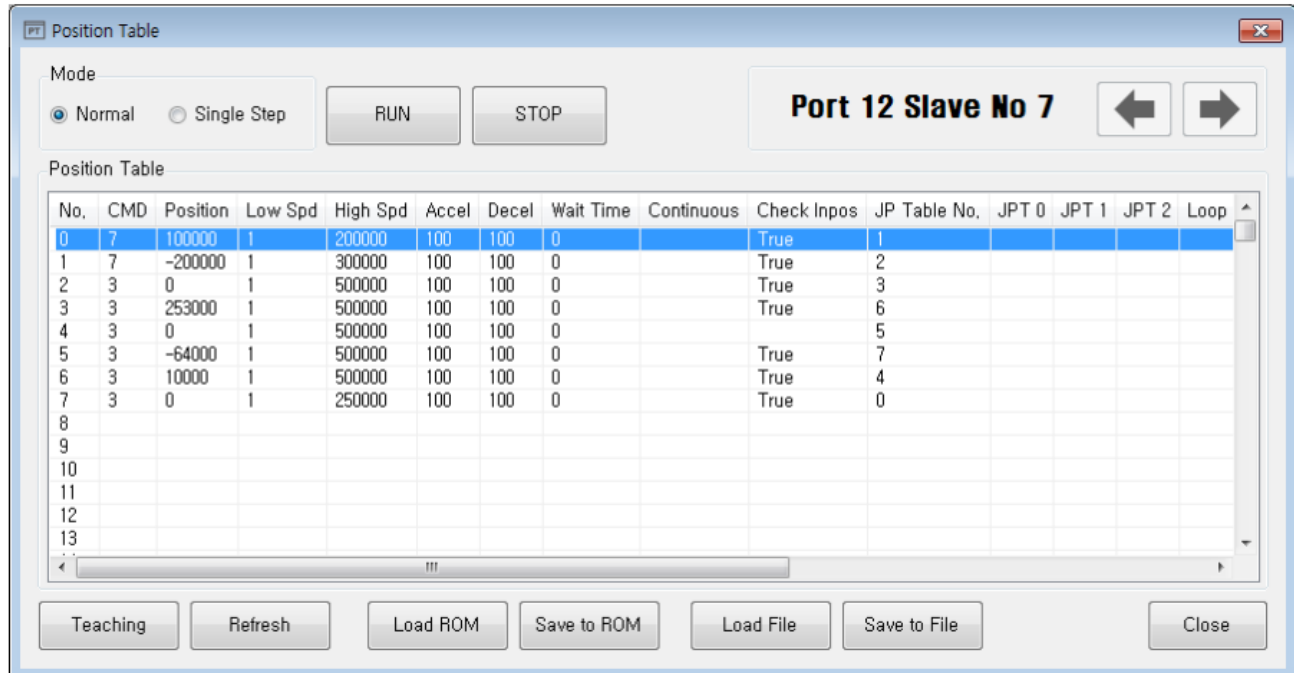 PT Position Table
Mode
Normal Single Step RUN STOP Port 12 Slave No 7
Position Table
No, CMD Position Low Spd High Spd Accel Decel Wait Time Continuous Check Inpos JP Table No, JPT 0 JPT 1 JPT 2 Loop
0 7 100000 1 200000 100 100 0 True 1
1 7 -200000 1 300000 100 100 0 True 2
2 3 0 1 500000 100 100 0 True 3
3 3 253000 1 500000 100 100 0 True 6
4 3 0 1 500000 100 100 0 5
5 3 -64000 1 500000 100 100 0 True 7
6 3 10000 1 500000 100 100 0 True 4
7 3 0 1 250000 100 100 0 True 0
8
9
10
11
12
13
Teaching Refresh Load ROM Save to ROM Load File Save to File Close